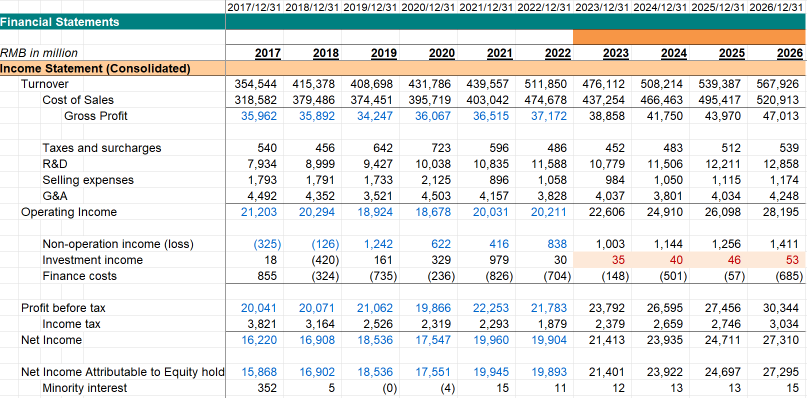 2017/12/31 2018/12/31 2019/12/31 2020/12/31 2021/12/31 2022/12/31 2023/12/31 2024/12/31 2025/12/31 2026/12/31
Financial Statements
RMB in million 2017 2018 2019 2020 2021 2022 2023 2024 2025 2026
Income Statement (Consolidated)
Turnover 354,544 415,378 408,698 431,786 439,557 511,850 476,112 508,214 539,387 567,926
Cost of Sales 318,582 379,486 374,451 395,719 403,042 474,678 437,254 466,463 495,417 520,913
Gross Profit 35,962 35,892 34,247 36,067 36,515 37,172 38,858 41,750 43,970 47,013
Taxes and surcharges 540 456 642 723 596 486 452 483 512 539
R&D 7,934 8,999 9,427 10,038 10,835 11,588 10,779 11,506 12,211 12,858
Selling expenses 1,793 1,791 1,733 2,125 896 1,058 984 1,050 1,115 1,174
G&A 4,492 4,352 3,521 4,503 4,157 3,828 4,037 3,801 4,034 4,248
Operating Income 21,203 20,294 18,924 18,678 20,031 20,211 22,606 24,910 26,098 28,195
Non-operation income (loss) (325) (126) 1,242 622 416 838 1,003 1,144 1,256 1,411
Investment income 18 (420) 161 329 979 30 35 40 46 53
Finance costs 855 (324) (735) (236) (826) (704) (148) (501) (57) (685)
Profit before tax 20,041 20,071 21,062 19,866 22,253 21,783 23,792 26,595 27,456 30,344
Income tax 3,821 3,164 2,526 2,319 2,293 1,879 2,379 2,659 2,746 3,034
Net Income 16,220 16,908 18,536 17,547 19,960 19,904 21,413 23,935 24,711 27,310
Net Income Attributable to Equity hold 15,868 16,902 18,536 17,551 19,945 19,893 21,401 23,922 24,697 27,295
Minority interest 352 5 (0) (4) 15 11 12 13 13 15